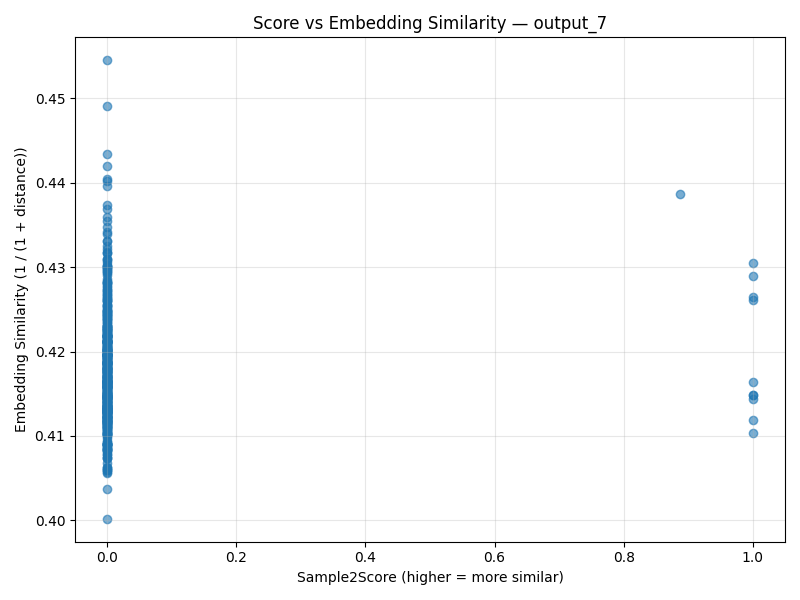 Score vs Embedding Similarity — output_7
Embedding Similarity (1 / (1 + distance))
0.45
0.44
0.43
0.42
0.41
0.40
0.0 0.2 0.4 0.6 0.8 1.0
Sample2Score (higher = more similar)